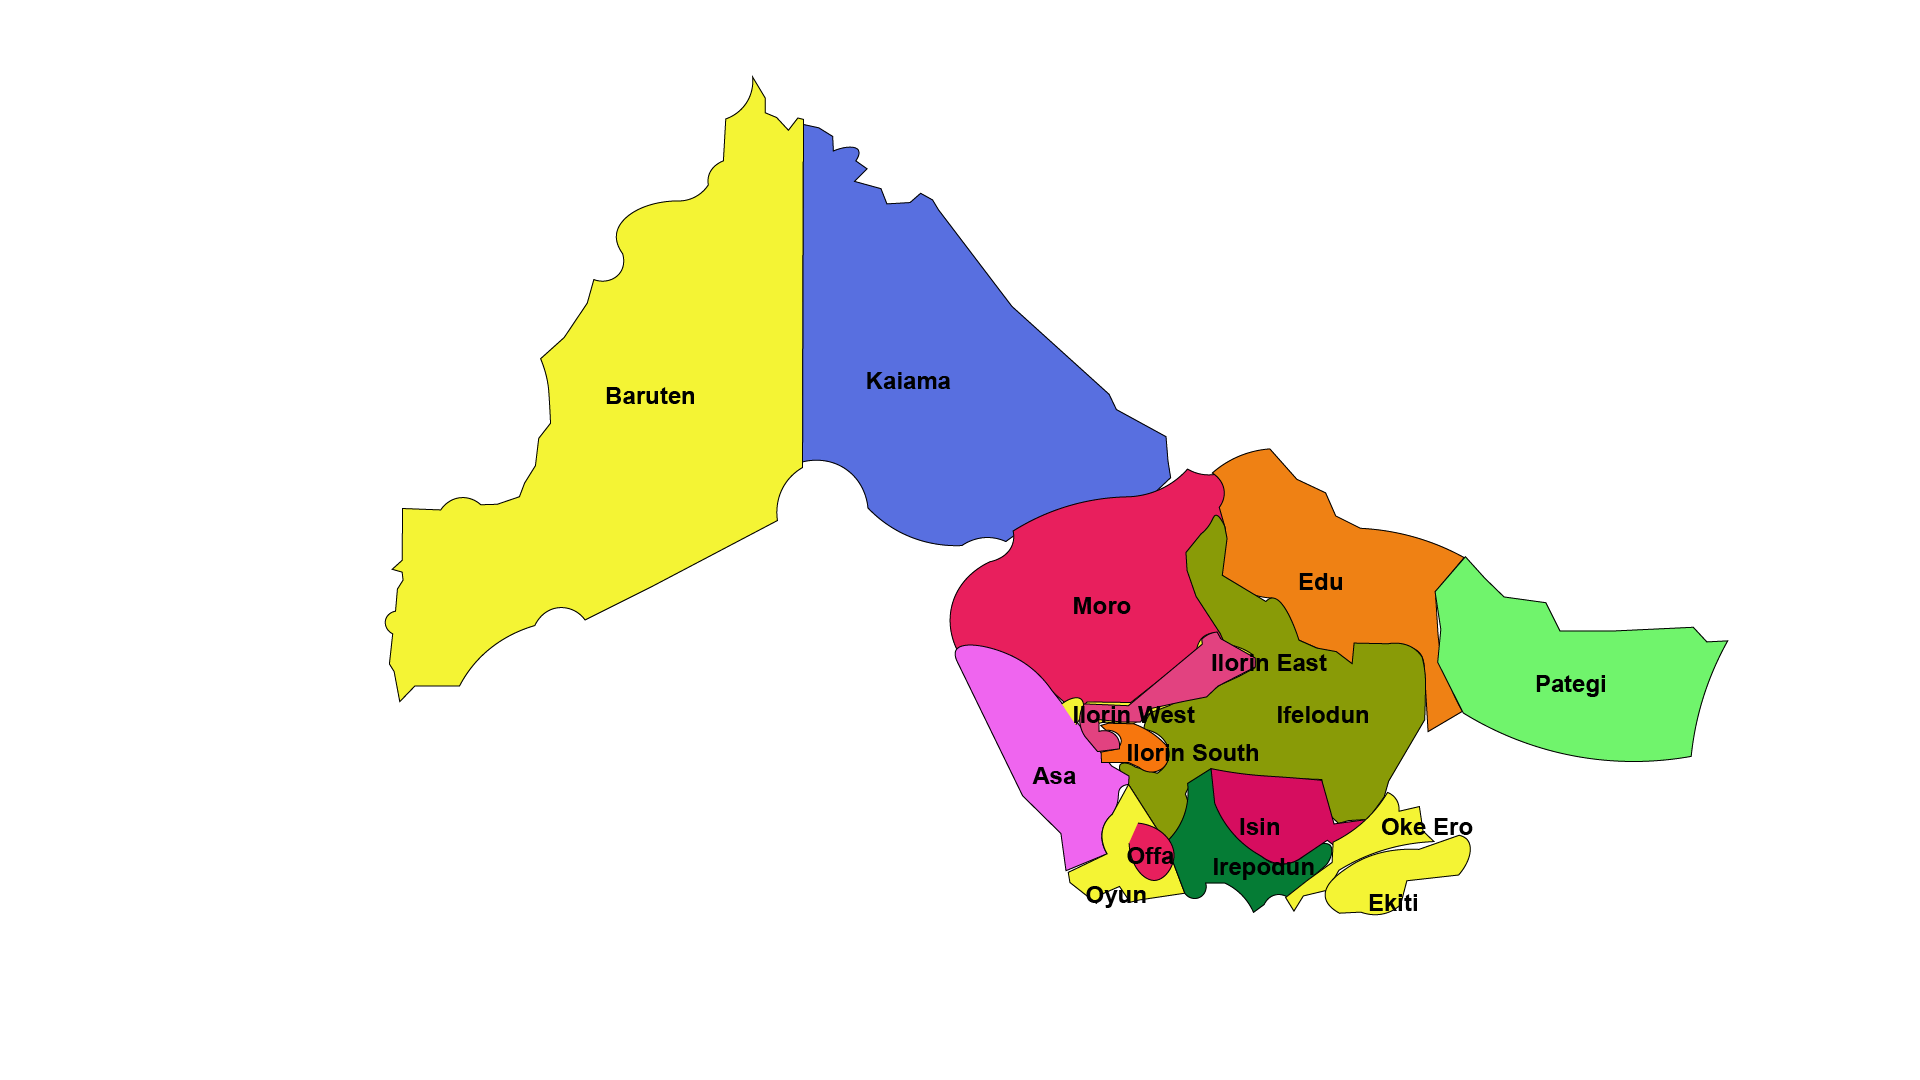 Kaiama
Baruten
Edu
Moro
Ilorin East
Pategi
Ilorin West
Ifelodun
Ilorin South
Asa
Isin
Oke Ero
Offa
Irepodun
Oyun
Ekiti